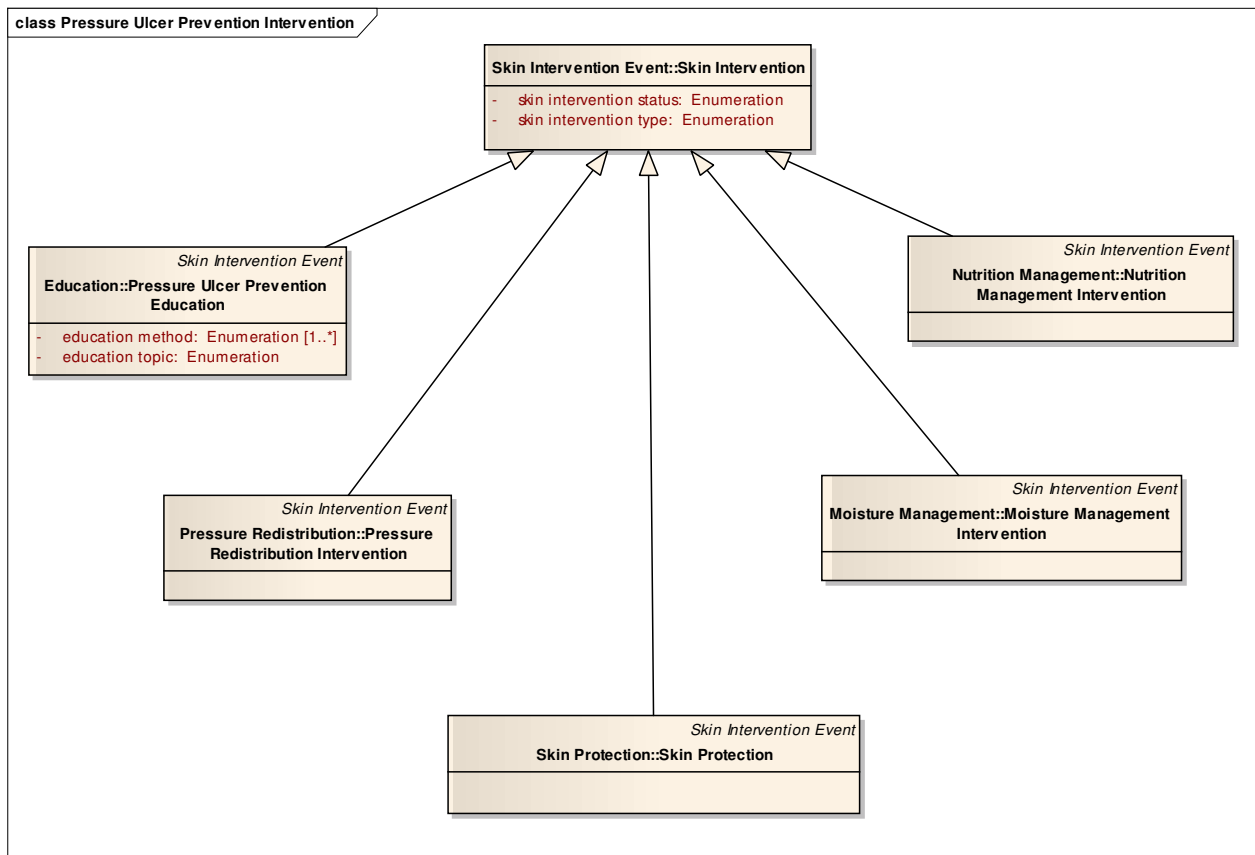 class Pressure Ulcer Prevention Intervention
Skin Intervention Event::Skin Intervention
- skin intervention status: Enumeration
- skin intervention type: Enumeration
Skin Intervention Event
Education::Pressure Ulcer Prevention
Education
- education method: Enumeration [1..*]
- education topic: Enumeration
Skin Intervention Event
Nutrition Management::Nutrition
Management Intervention
Skin Intervention Event
Pressure Redistribution::Pressure
Redistribution Intervention
Skin Intervention Event
Moisture Management::Moisture Management
Intervention
Skin Intervention Event
Skin Protection::Skin Protection